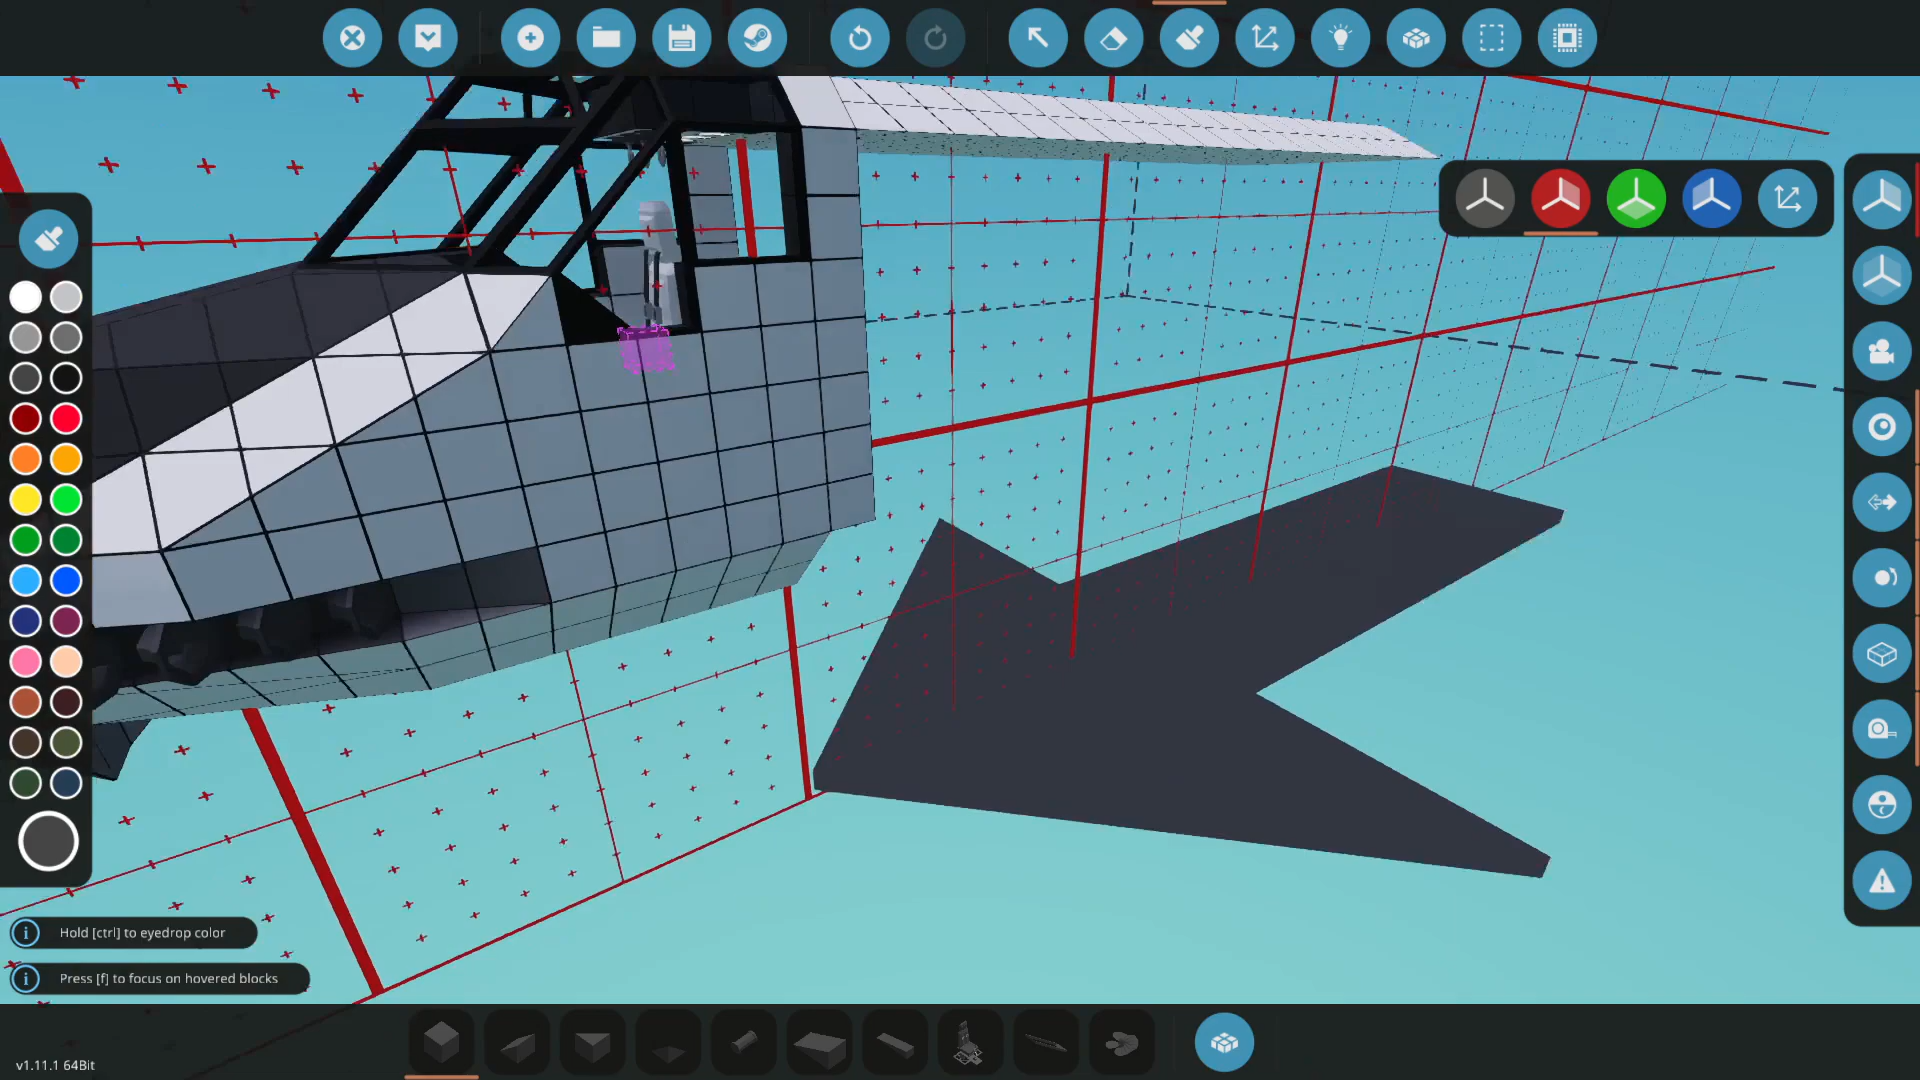 Hold [ctrl] to eyedrop color
Press [f] to focus on hovered blocks
v1.11.1 64Bit